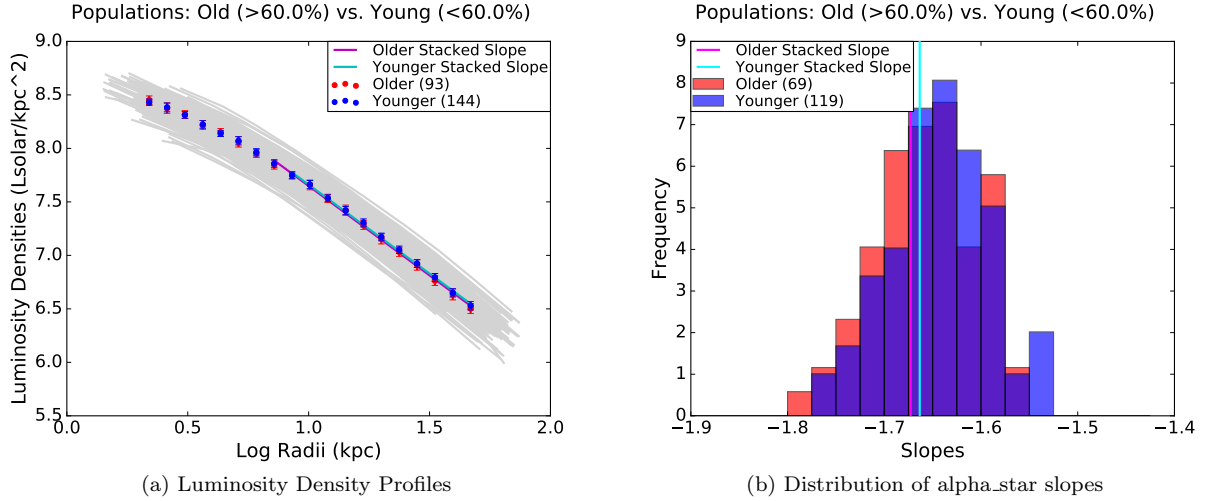 Populations: Old (>60.0%) vs. Young (<60.0%)
9.0
8.5
8.0
7.5
7.0
6.5
6.0
5.5
Luminosity Densities (Lsolar/kpc^2)
Older Stacked Slope
Younger Stacked Slope
Older (93)
Younger (144)
0.0 0.5 1.0 1.5 2.0
Log Radii (kpc)
(a) Luminosity Density Profiles
Populations: Old (>60.0%) vs. Young (<60.0%)
9
8
7
6
5
4
3
2
1
0
Frequency
Older Stacked Slope
Younger Stacked Slope
Older (69)
Younger (119)
−1.9 −1.8 −1.7 −1.6 −1.5 −1.4
Slopes
(b) Distribution of alpha_star slopes